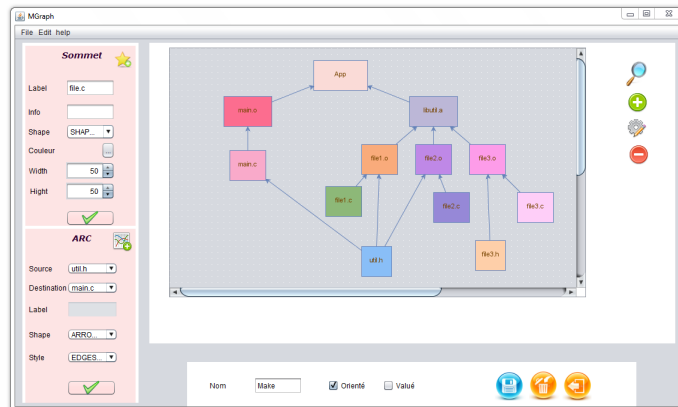 MGraph
File Edit help
Sommet
Label file.c
Info
Shape SHAP...
Couleur ...
Width 50
Hight 50
ARC
Source util.h
Destination main.c
Label
Shape ARRO...
Style EDGES...
App
main.o
libutil.a
main.c
file1.o
file2.o
file3.o
file1.c
file2.c
file3.c
util.h
file3.h
Nom Make Orienté Valué